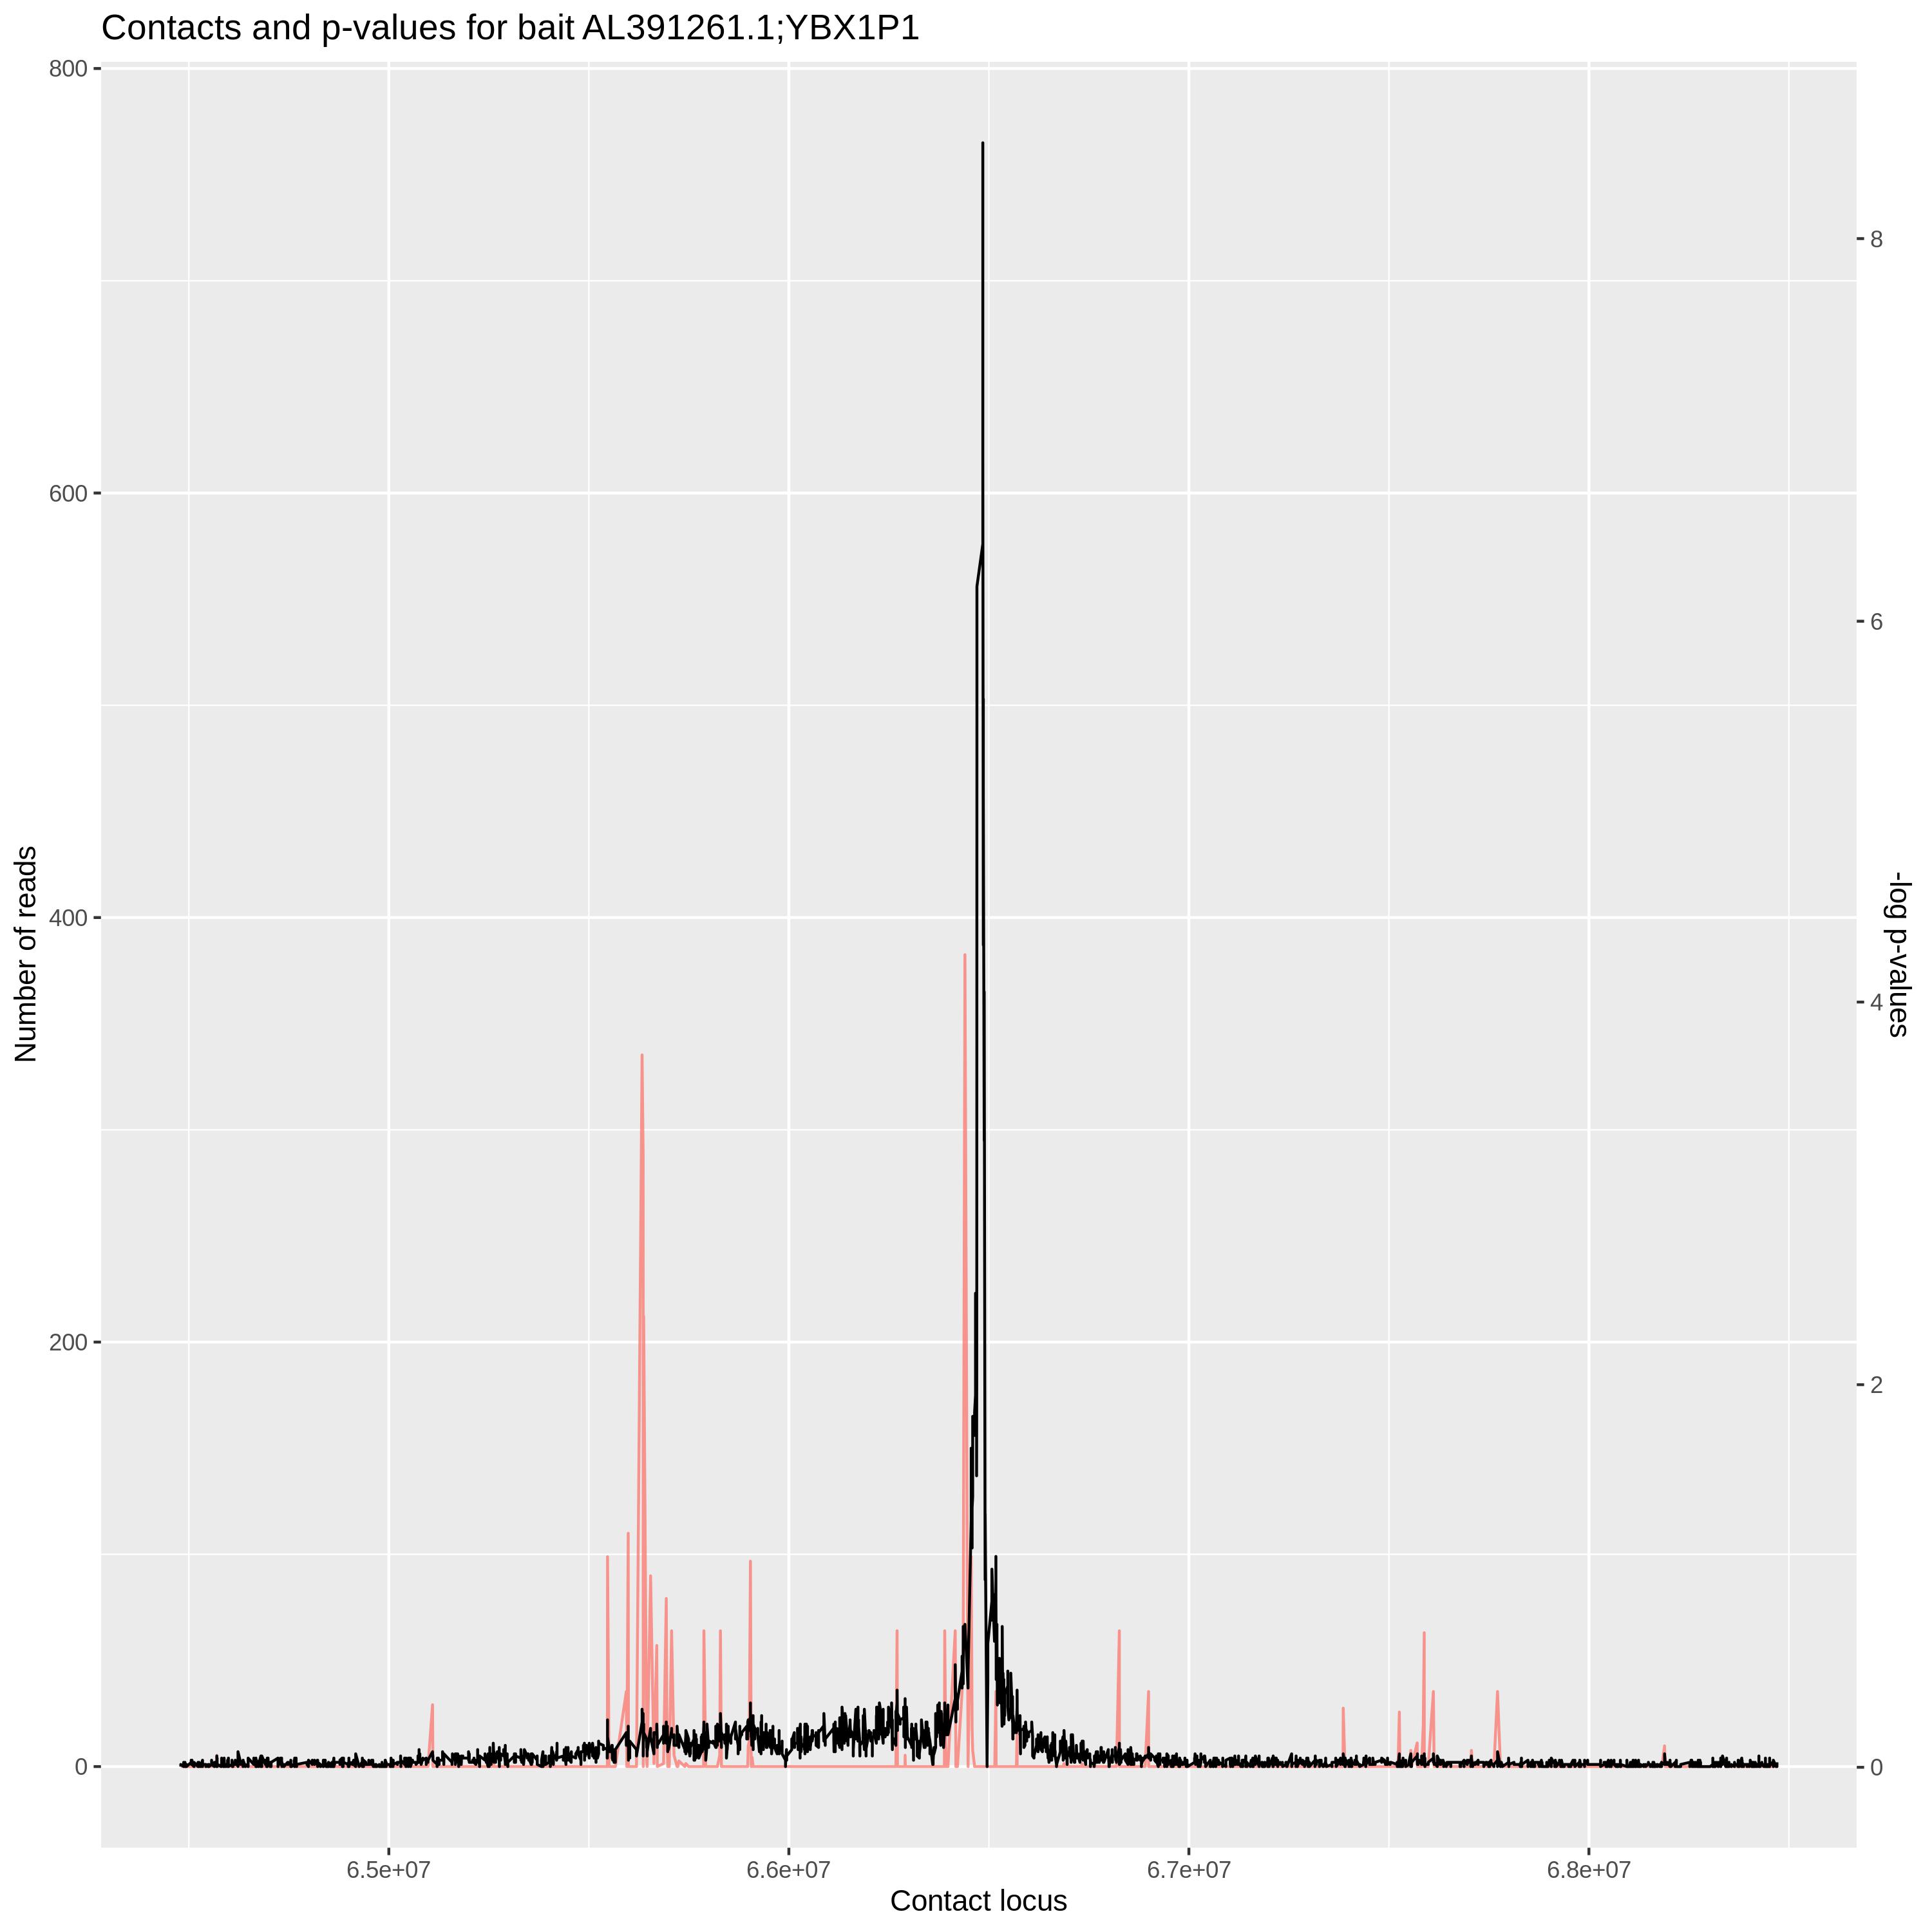 Contacts and p-values for bait AL391261.1;YBX1P1
800
600
400
200
0
8
6
4
2
0
Number of reads
-log p-values
6.5e+07 6.6e+07 6.7e+07 6.8e+07
Contact locus